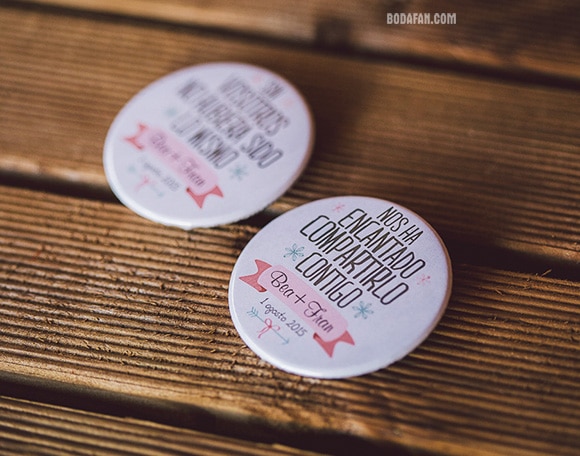 BODAFAN.COM
SIN
VOSOTROS
NO HUBIERA SIDO
LO MISMO
Bea + Fran
1 agosto 2015
NOS HA
ENCANTADO
COMPARTIRLO
CONTIGO
Bea + Fran
1 agosto 2015